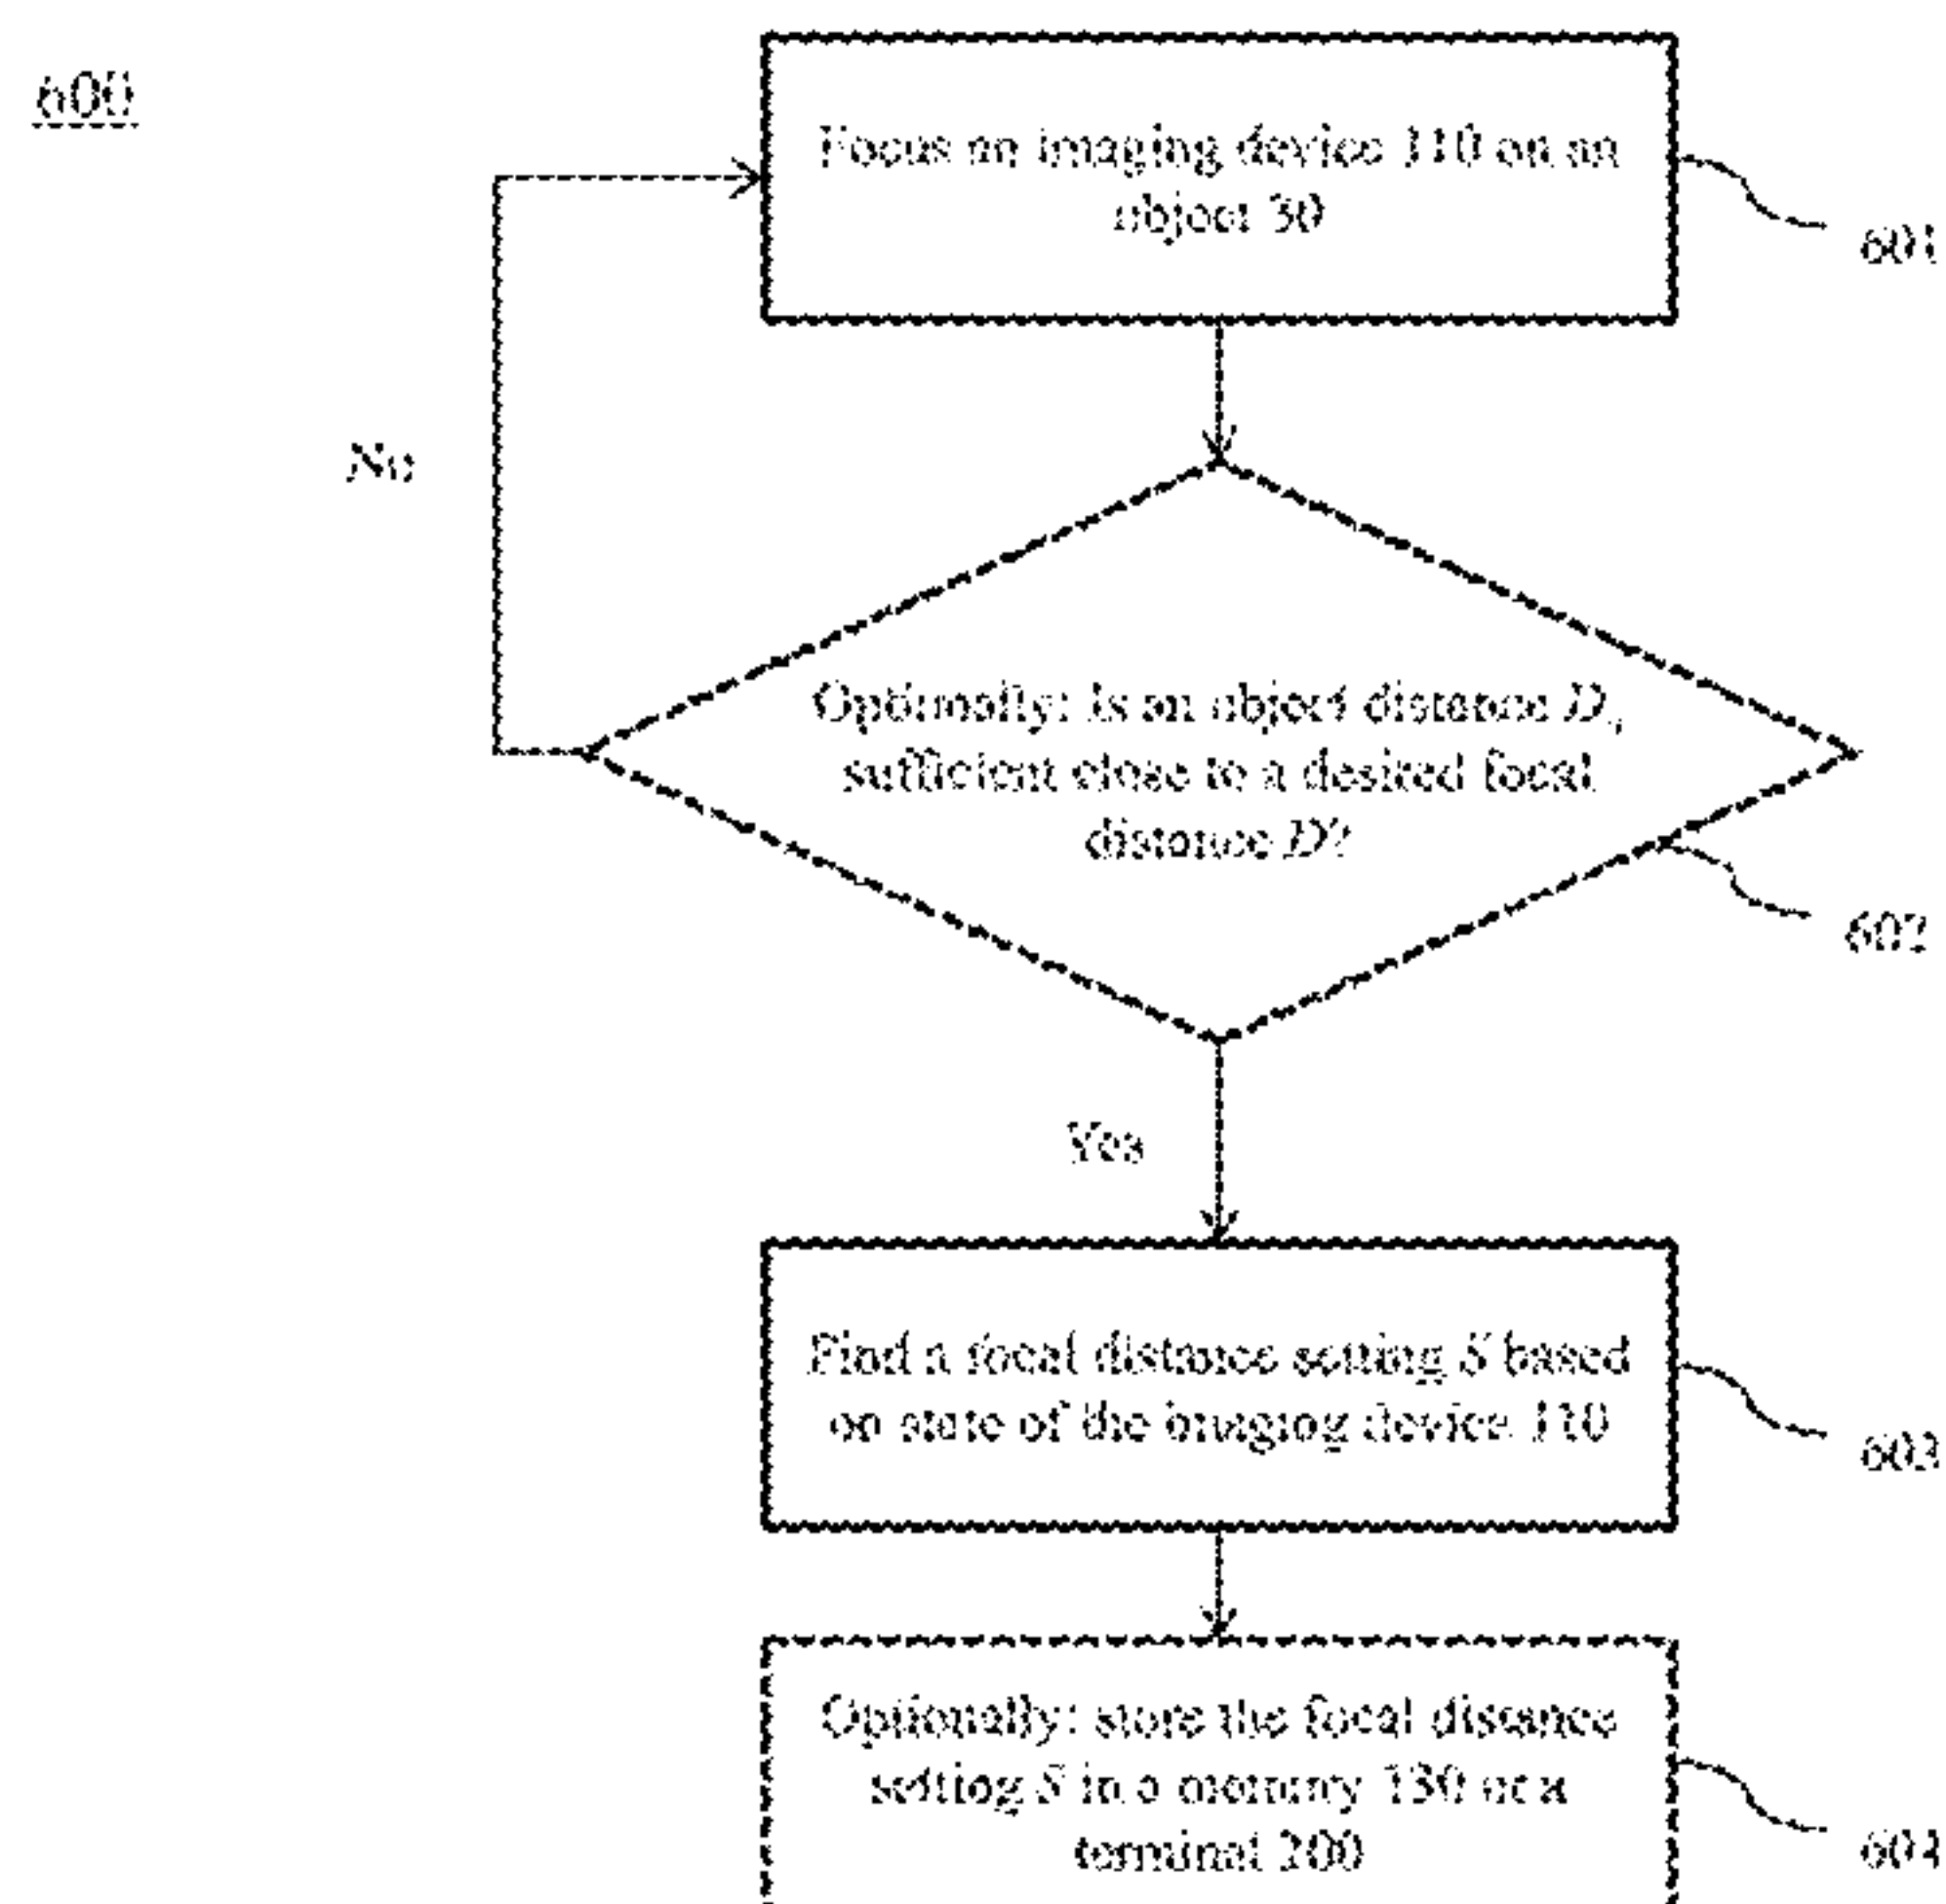 600
Focus an imaging device 110 on an
object 30
601
No
Optionally: Is an object distance D
sufficient close to a desired focal
distance D?
602
Yes
Find a focal distance setting S based
on state of the imaging device 110
603
Optionally: store the focal distance
setting S in a memory 130 or a
terminal 200
604